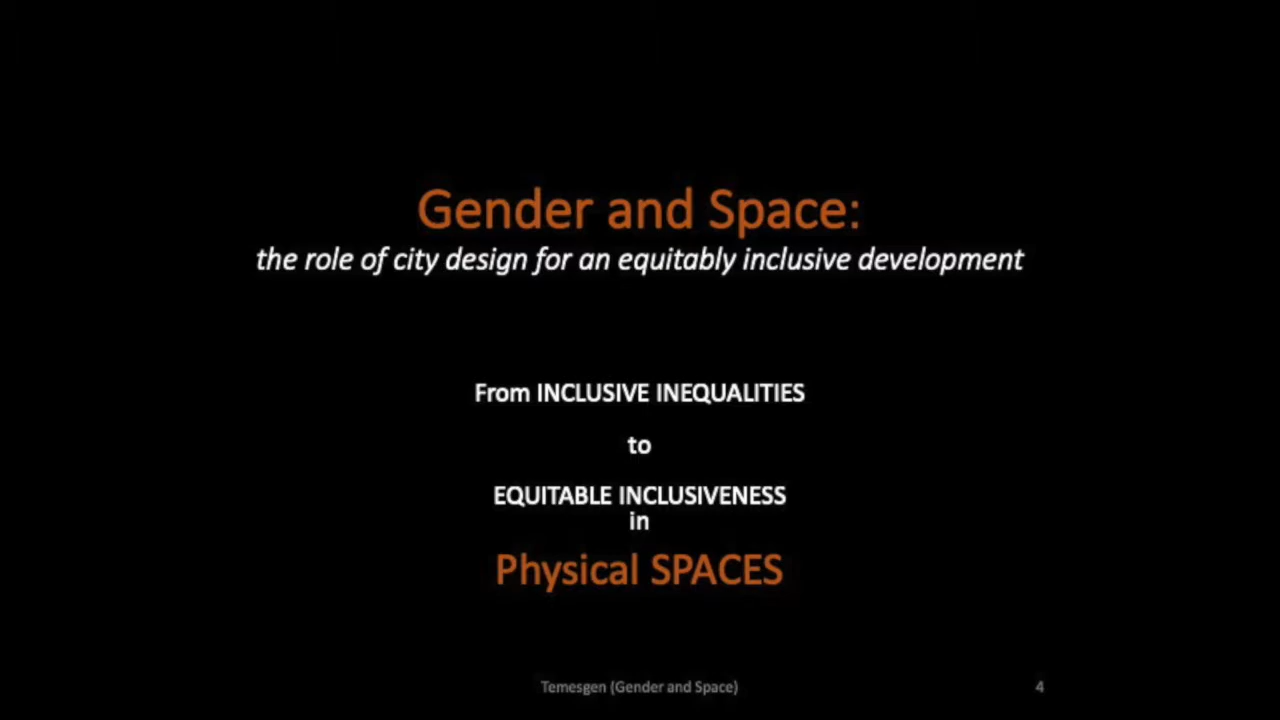 Gender and Space:
the role of city design for an equitably inclusive development
From INCLUSIVE INEQUALITIES
to
EQUITABLE INCLUSIVENESS
in
Physical SPACES
Temesgen (Gender and Space)
4